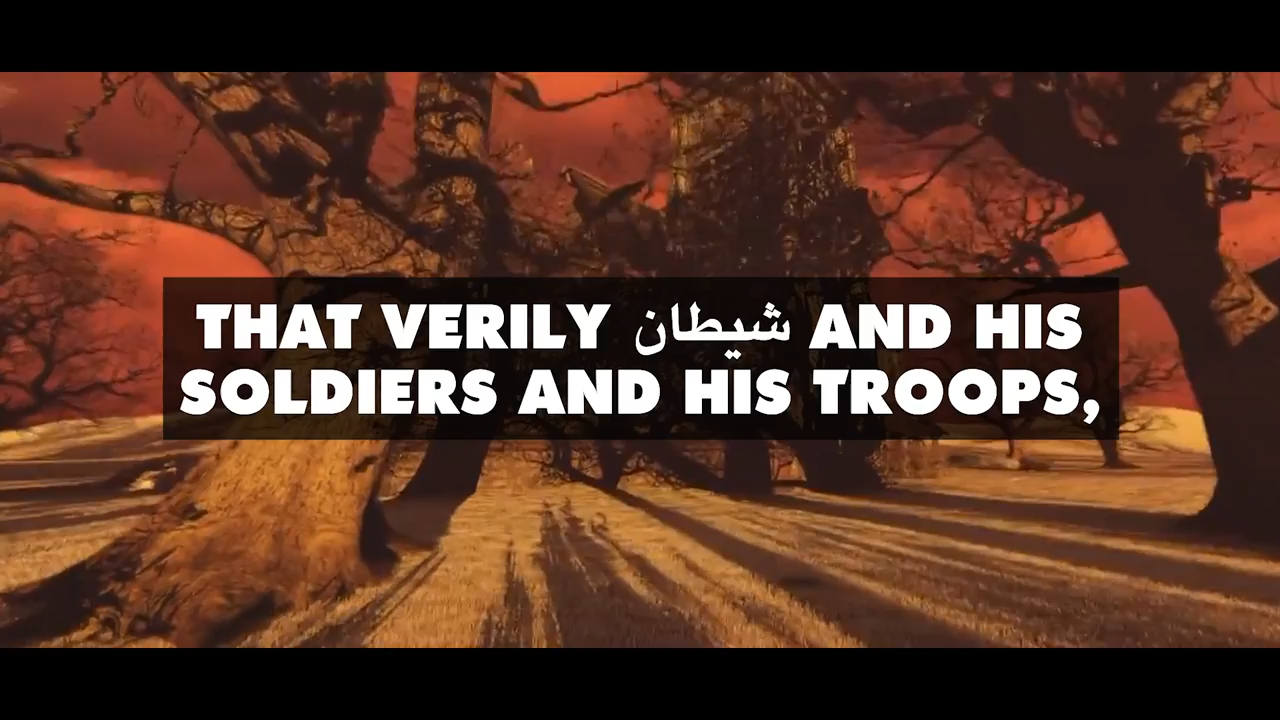 THAT VERILY شيطان AND HIS
SOLDIERS AND HIS TROOPS,